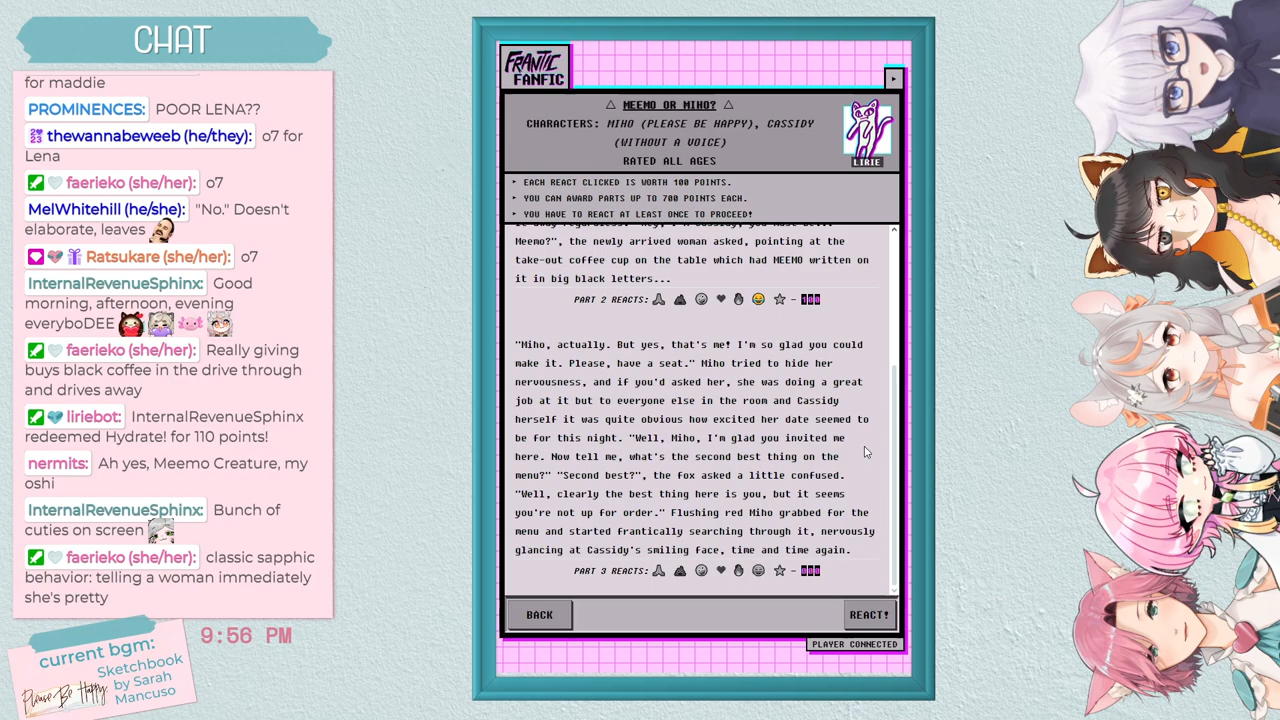 CHAT
for maddie
PROMINENCES: POOR LENA??
thewannabeweeb (he/they): o7 for
Lena
faerieko (she/her): o7
MelWhitehill (he/she): "No." Doesn't
elaborate, leaves
Ratsukare (she/her): o7
InternalRevenueSphinx: Good
morning, afternoon, evening
everyboDEE
faerieko (she/her): Really giving
buys black coffee in the drive through
and drives away
liriebot: InternalRevenueSphinx
redeemed Hydrate! for 110 points!
nermits: Ah yes, Meemo Creature, my
oshi
InternalRevenueSphinx: Bunch of
cuties on screen
faerieko (she/her): classic sapphic
behavior: telling a woman immediately
she's pretty
current bgm:
Please Be Happy
Sketchbook
by Sarah
Mancuso
9:56 PM
FRANTIC
FANFIC
△ MEEMO OR MIHO? △
CHARACTERS: MIHO (PLEASE BE HAPPY), CASSIDY
(WITHOUT A VOICE)
RATED ALL AGES
LIRIE
‣ EACH REACT CLICKED IS WORTH 100 POINTS.
‣ YOU CAN AWARD PARTS UP TO 700 POINTS EACH.
‣ YOU HAVE TO REACT AT LEAST ONCE TO PROCEED!
Meemo?", the newly arrived woman asked, pointing at the
take-out coffee cup on the table which had MEEMO written on
it in big black letters...
PART 2 REACTS: – 100
"Miho, actually. But yes, that's me! I'm so glad you could
make it. Please, have a seat." Miho tried to hide her
nervousness, and if you'd asked her, she was doing a great
job at it but to everyone else in the room and Cassidy
herself it was quite obvious how excited her date seemed to
be for this night. "Well, Miho, I'm glad you invited me
here. Now tell me, what's the second best thing on the
menu?" "Second best?", the fox asked a little confused.
"Well, clearly the best thing here is you, but it seems
you're not up for order." Flushing red Miho grabbed for the
menu and started frantically searching through it, nervously
glancing at Cassidy's smiling face, time and time again.
PART 3 REACTS: – 000
BACK
REACT!
PLAYER CONNECTED